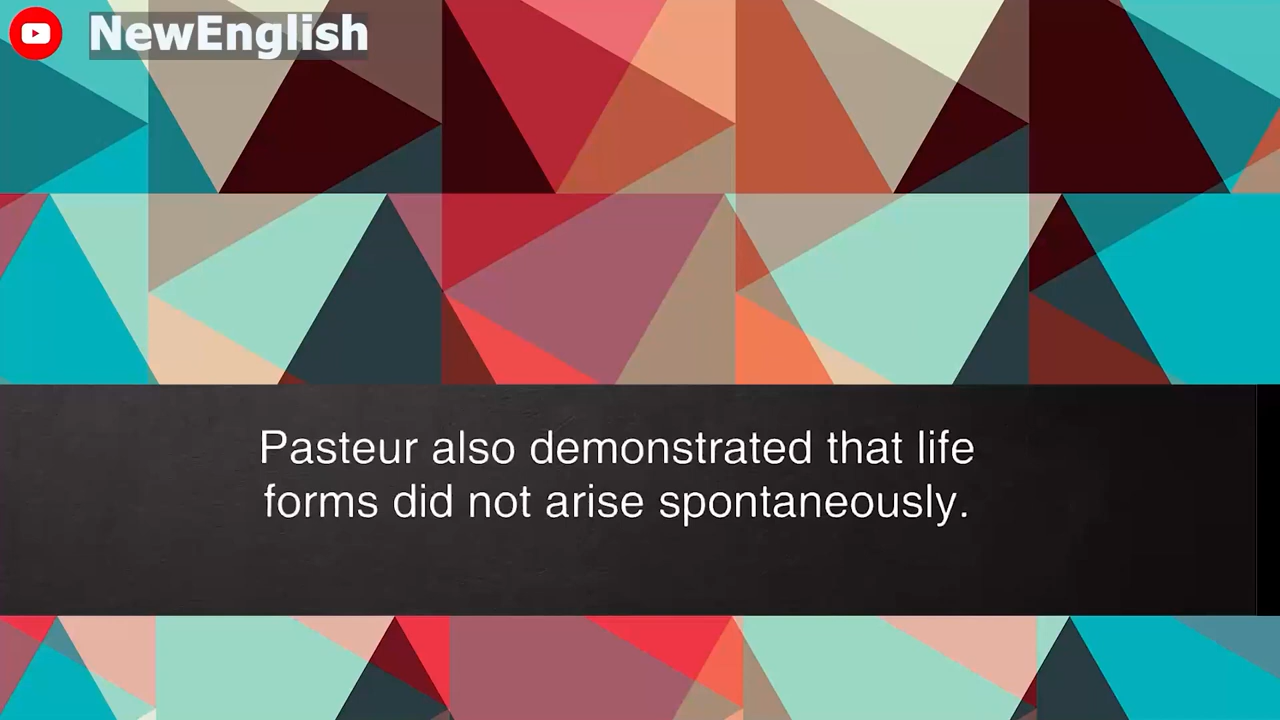 NewEnglish
Pasteur also demonstrated that life
forms did not arise spontaneously.